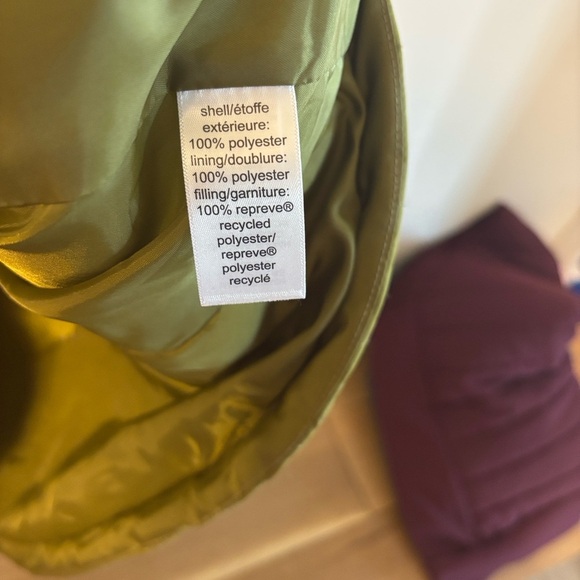 shell/étoffe
extérieure:
100% polyester
lining/doublure:
100% polyester
filling/garniture:
100% repreve®
recycled
polyester/
repreve®
polyester
recyclé